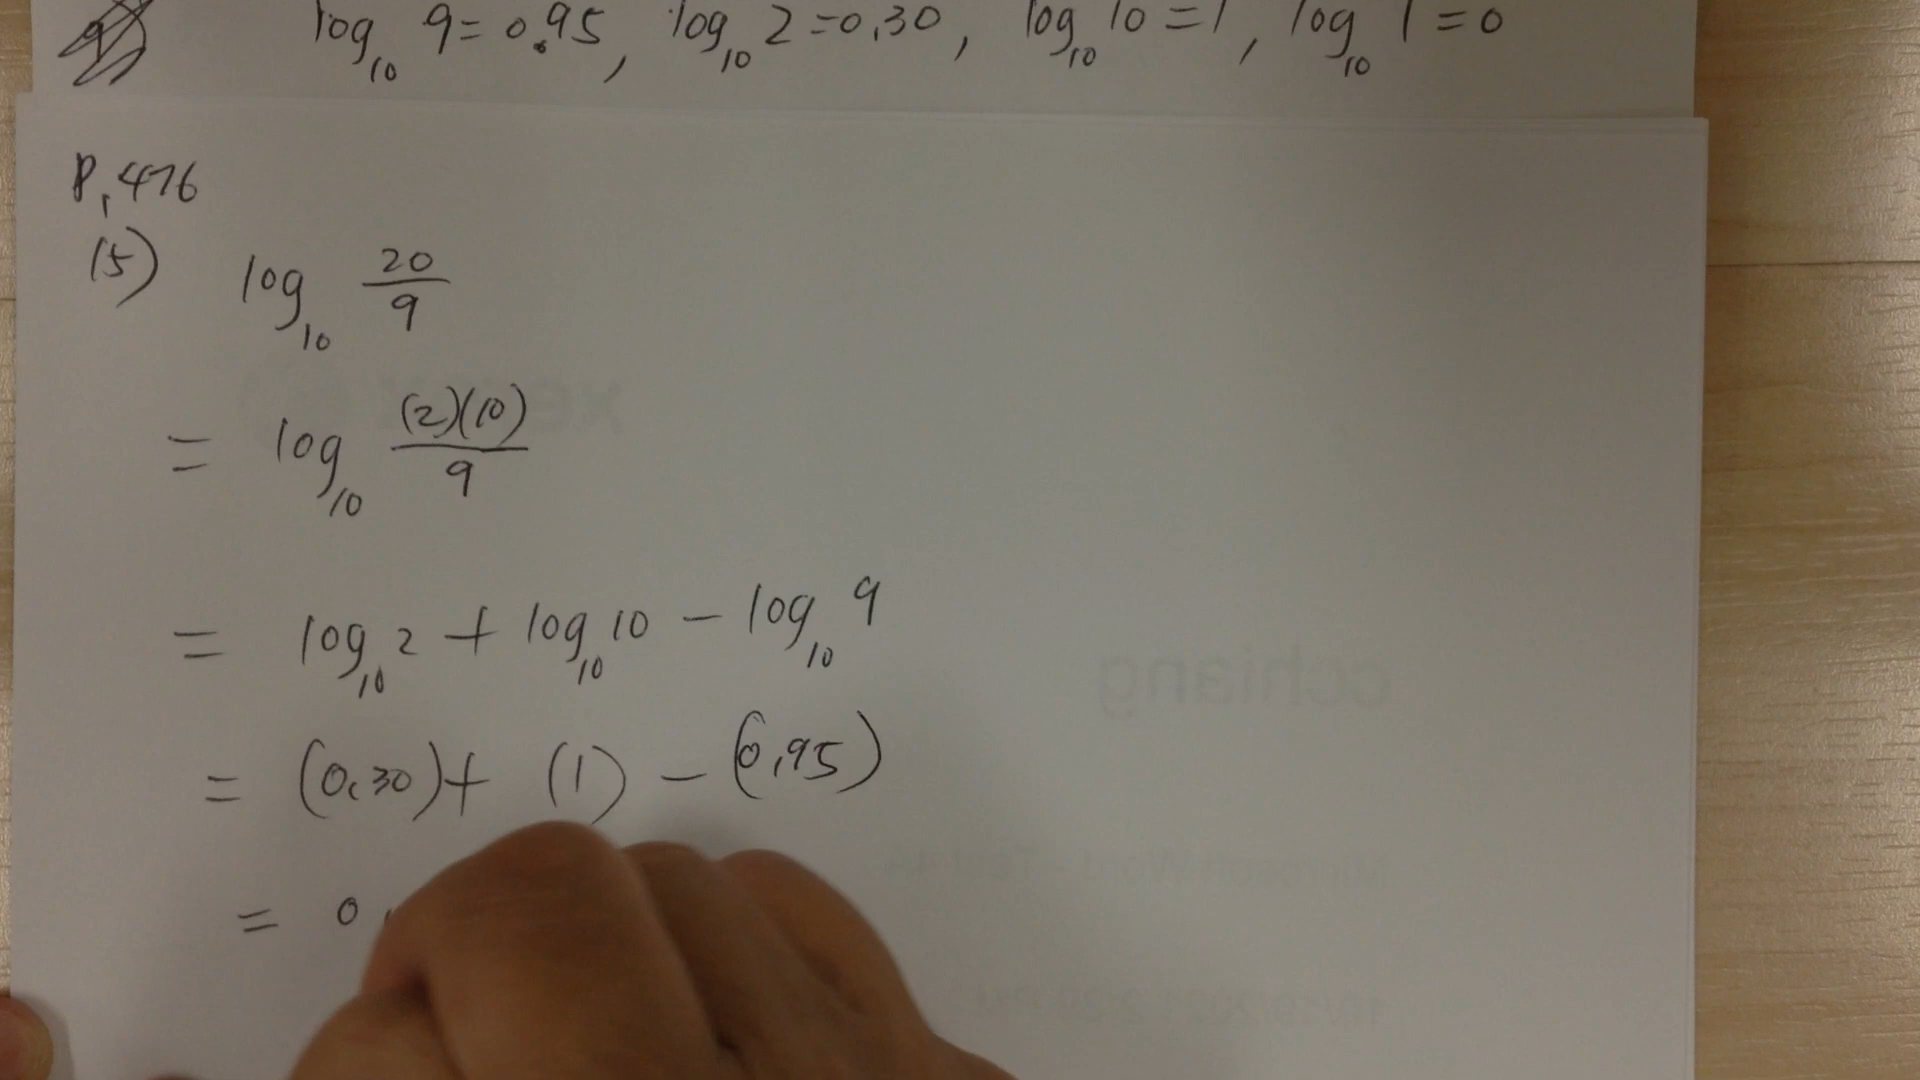 log₁₀ 9 = 0.95, log₁₀ 2 = 0.30, log₁₀ 10 = 1, log₁₀ 1 = 0
P.476
(5) log₁₀ 20/9
= log₁₀ (2)(10)/9
= log₁₀ 2 + log₁₀ 10 - log₁₀ 9
= (0.30) + (1) - (0.95)
= 0.
cchiang